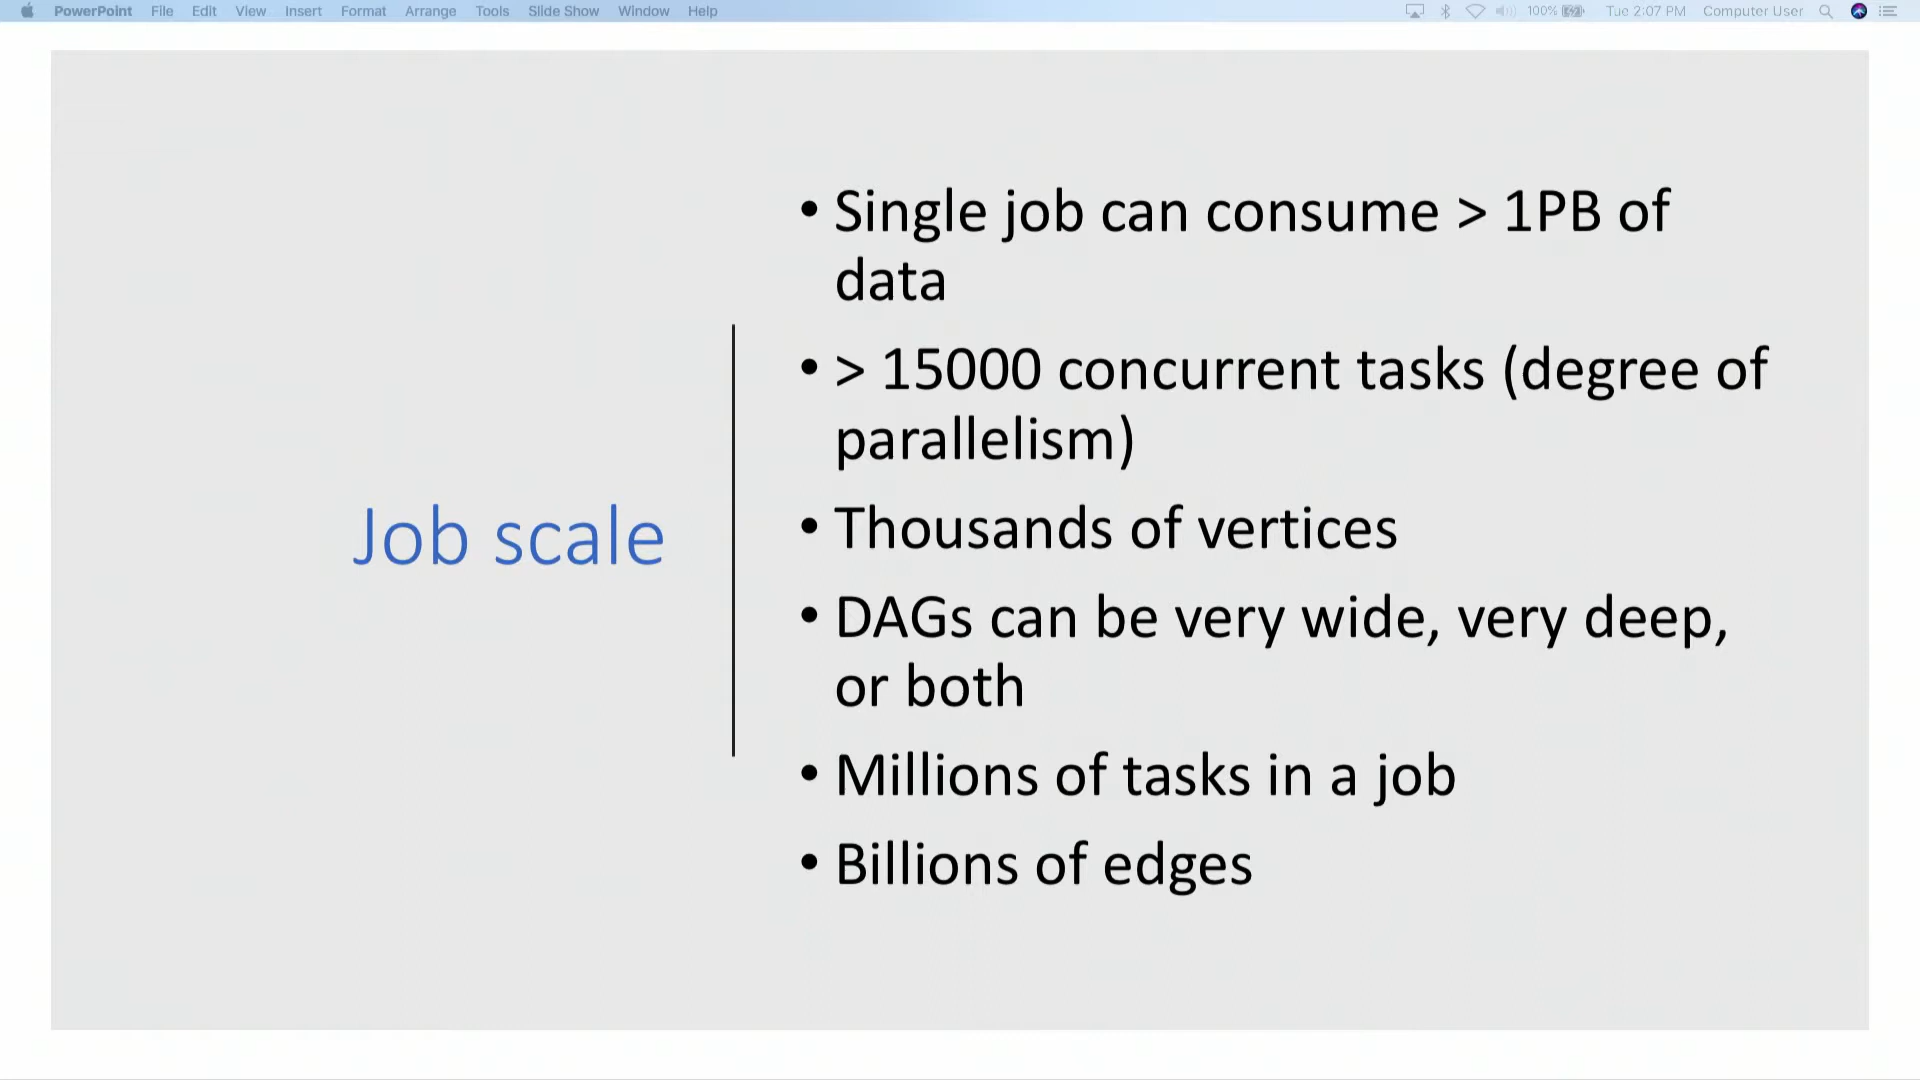 PowerPoint File Edit View Insert Format Arrange Tools Slide Show Window Help 100% Tue 2:07 PM Computer User
Job scale
• Single job can consume > 1PB of
data
• > 15000 concurrent tasks (degree of
parallelism)
• Thousands of vertices
• DAGs can be very wide, very deep,
or both
• Millions of tasks in a job
• Billions of edges